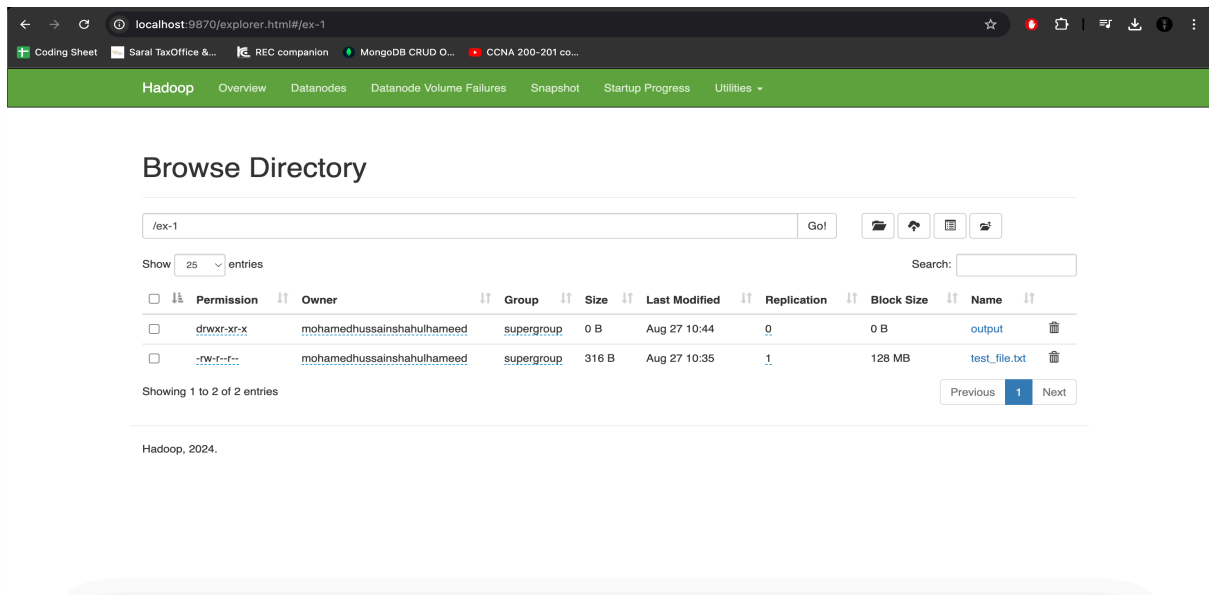 localhost:9870/explorer.html#/ex-1
Coding Sheet Saral TaxOffice &... REC companion MongoDB CRUD O... CCNA 200-201 co...
Hadoop Overview Datanodes Datanode Volume Failures Snapshot Startup Progress Utilities
Browse Directory
/ex-1 Go!
Show 25 entries Search:
Permission Owner Group Size Last Modified Replication Block Size Name
drwxr-xr-x mohamedhussainshahulhameed supergroup 0 B Aug 27 10:44 0 0 B output
-rw-r--r-- mohamedhussainshahulhameed supergroup 316 B Aug 27 10:35 1 128 MB test_file.txt
Showing 1 to 2 of 2 entries Previous 1 Next
Hadoop, 2024.